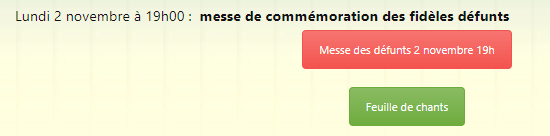 Lundi 2 novembre à 19h00 : messe de commémoration des fidèles défunts
Messe des défunts 2 novembre 19h
Feuille de chants